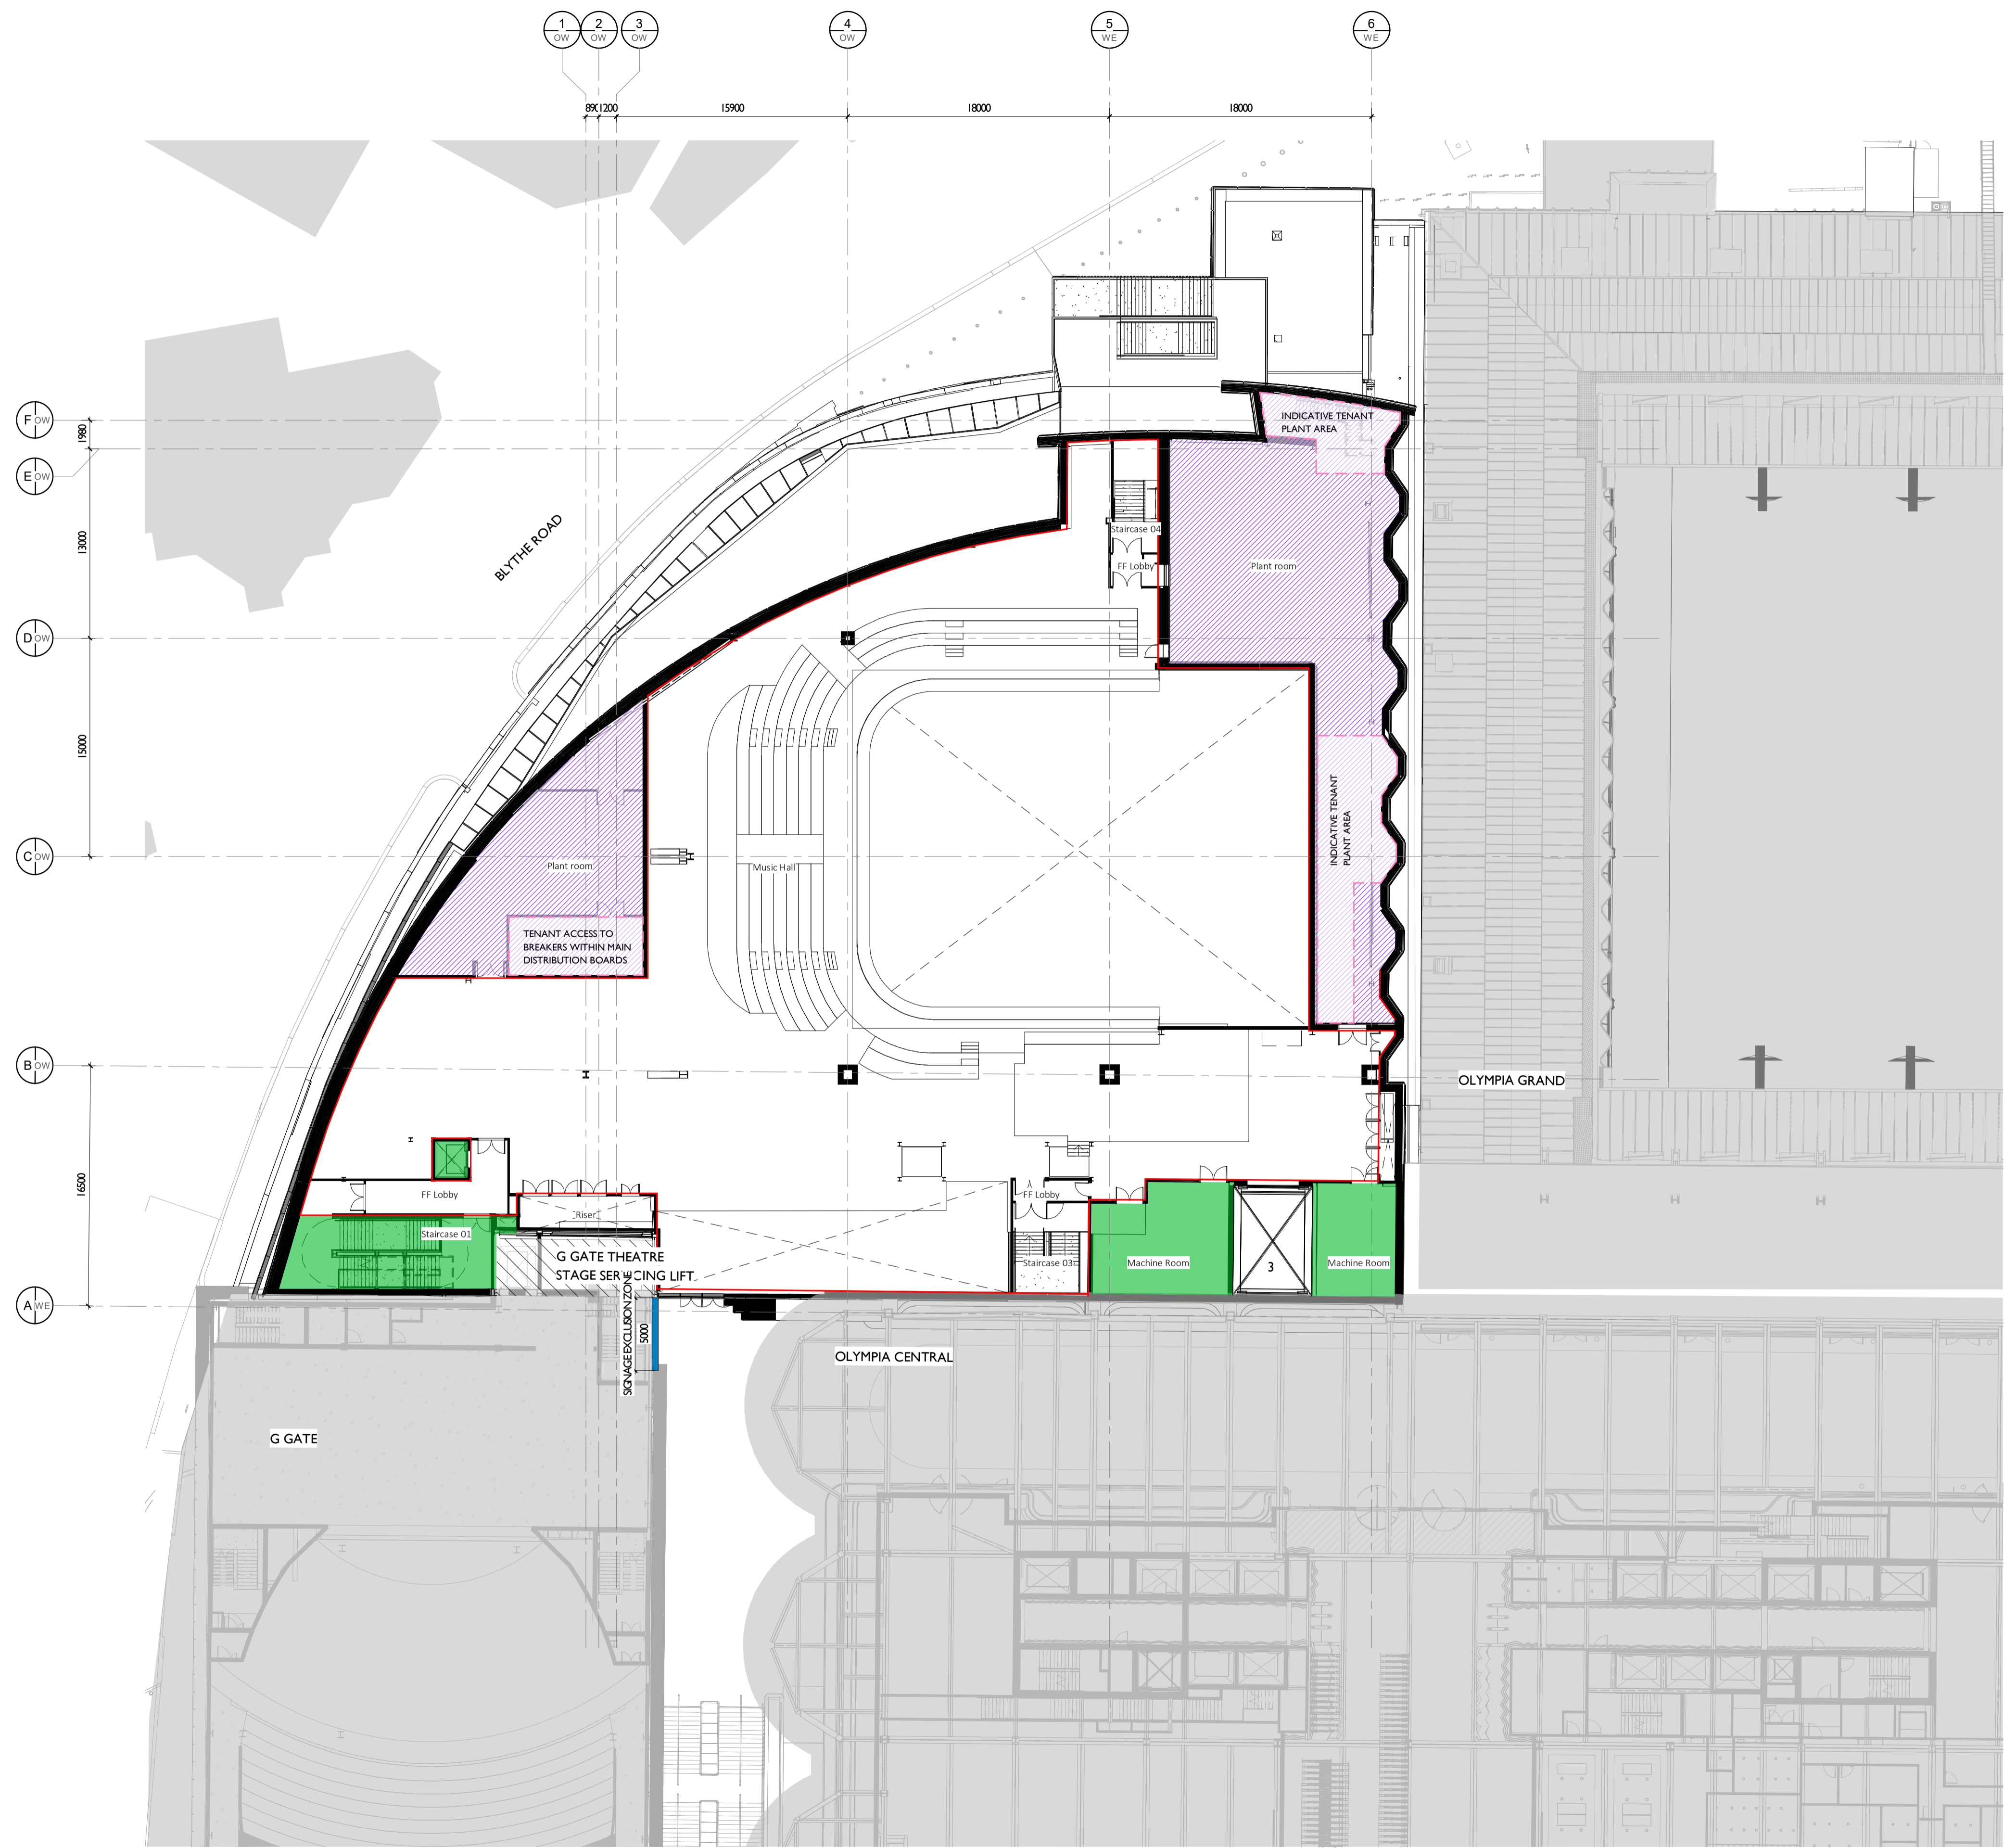 1 OW
2 OW
3 OW
4 OW
5 WE
6 WE
1200
15900
18000
18000
F OW
1980
E OW
13000
D OW
15000
C OW
B OW
16500
A WE
BLYTHE ROAD
INDICATIVE TENANT
PLANT AREA
Staircase 04
FF Lobby
Plant room
INDICATIVE TENANT
PLANT AREA
Plant room
Music Hall
TENANT ACCESS TO
BREAKERS WITHIN MAIN
DISTRIBUTION BOARDS
OLYMPIA GRAND
FF Lobby
Riser
FF Lobby
Staircase 01
G GATE THEATRE
STAGE SERVICING LIFT
Staircase 03
Machine Room
3
Machine Room
SIGNAGE EXCLUSION ZONE
5000
OLYMPIA CENTRAL
G GATE